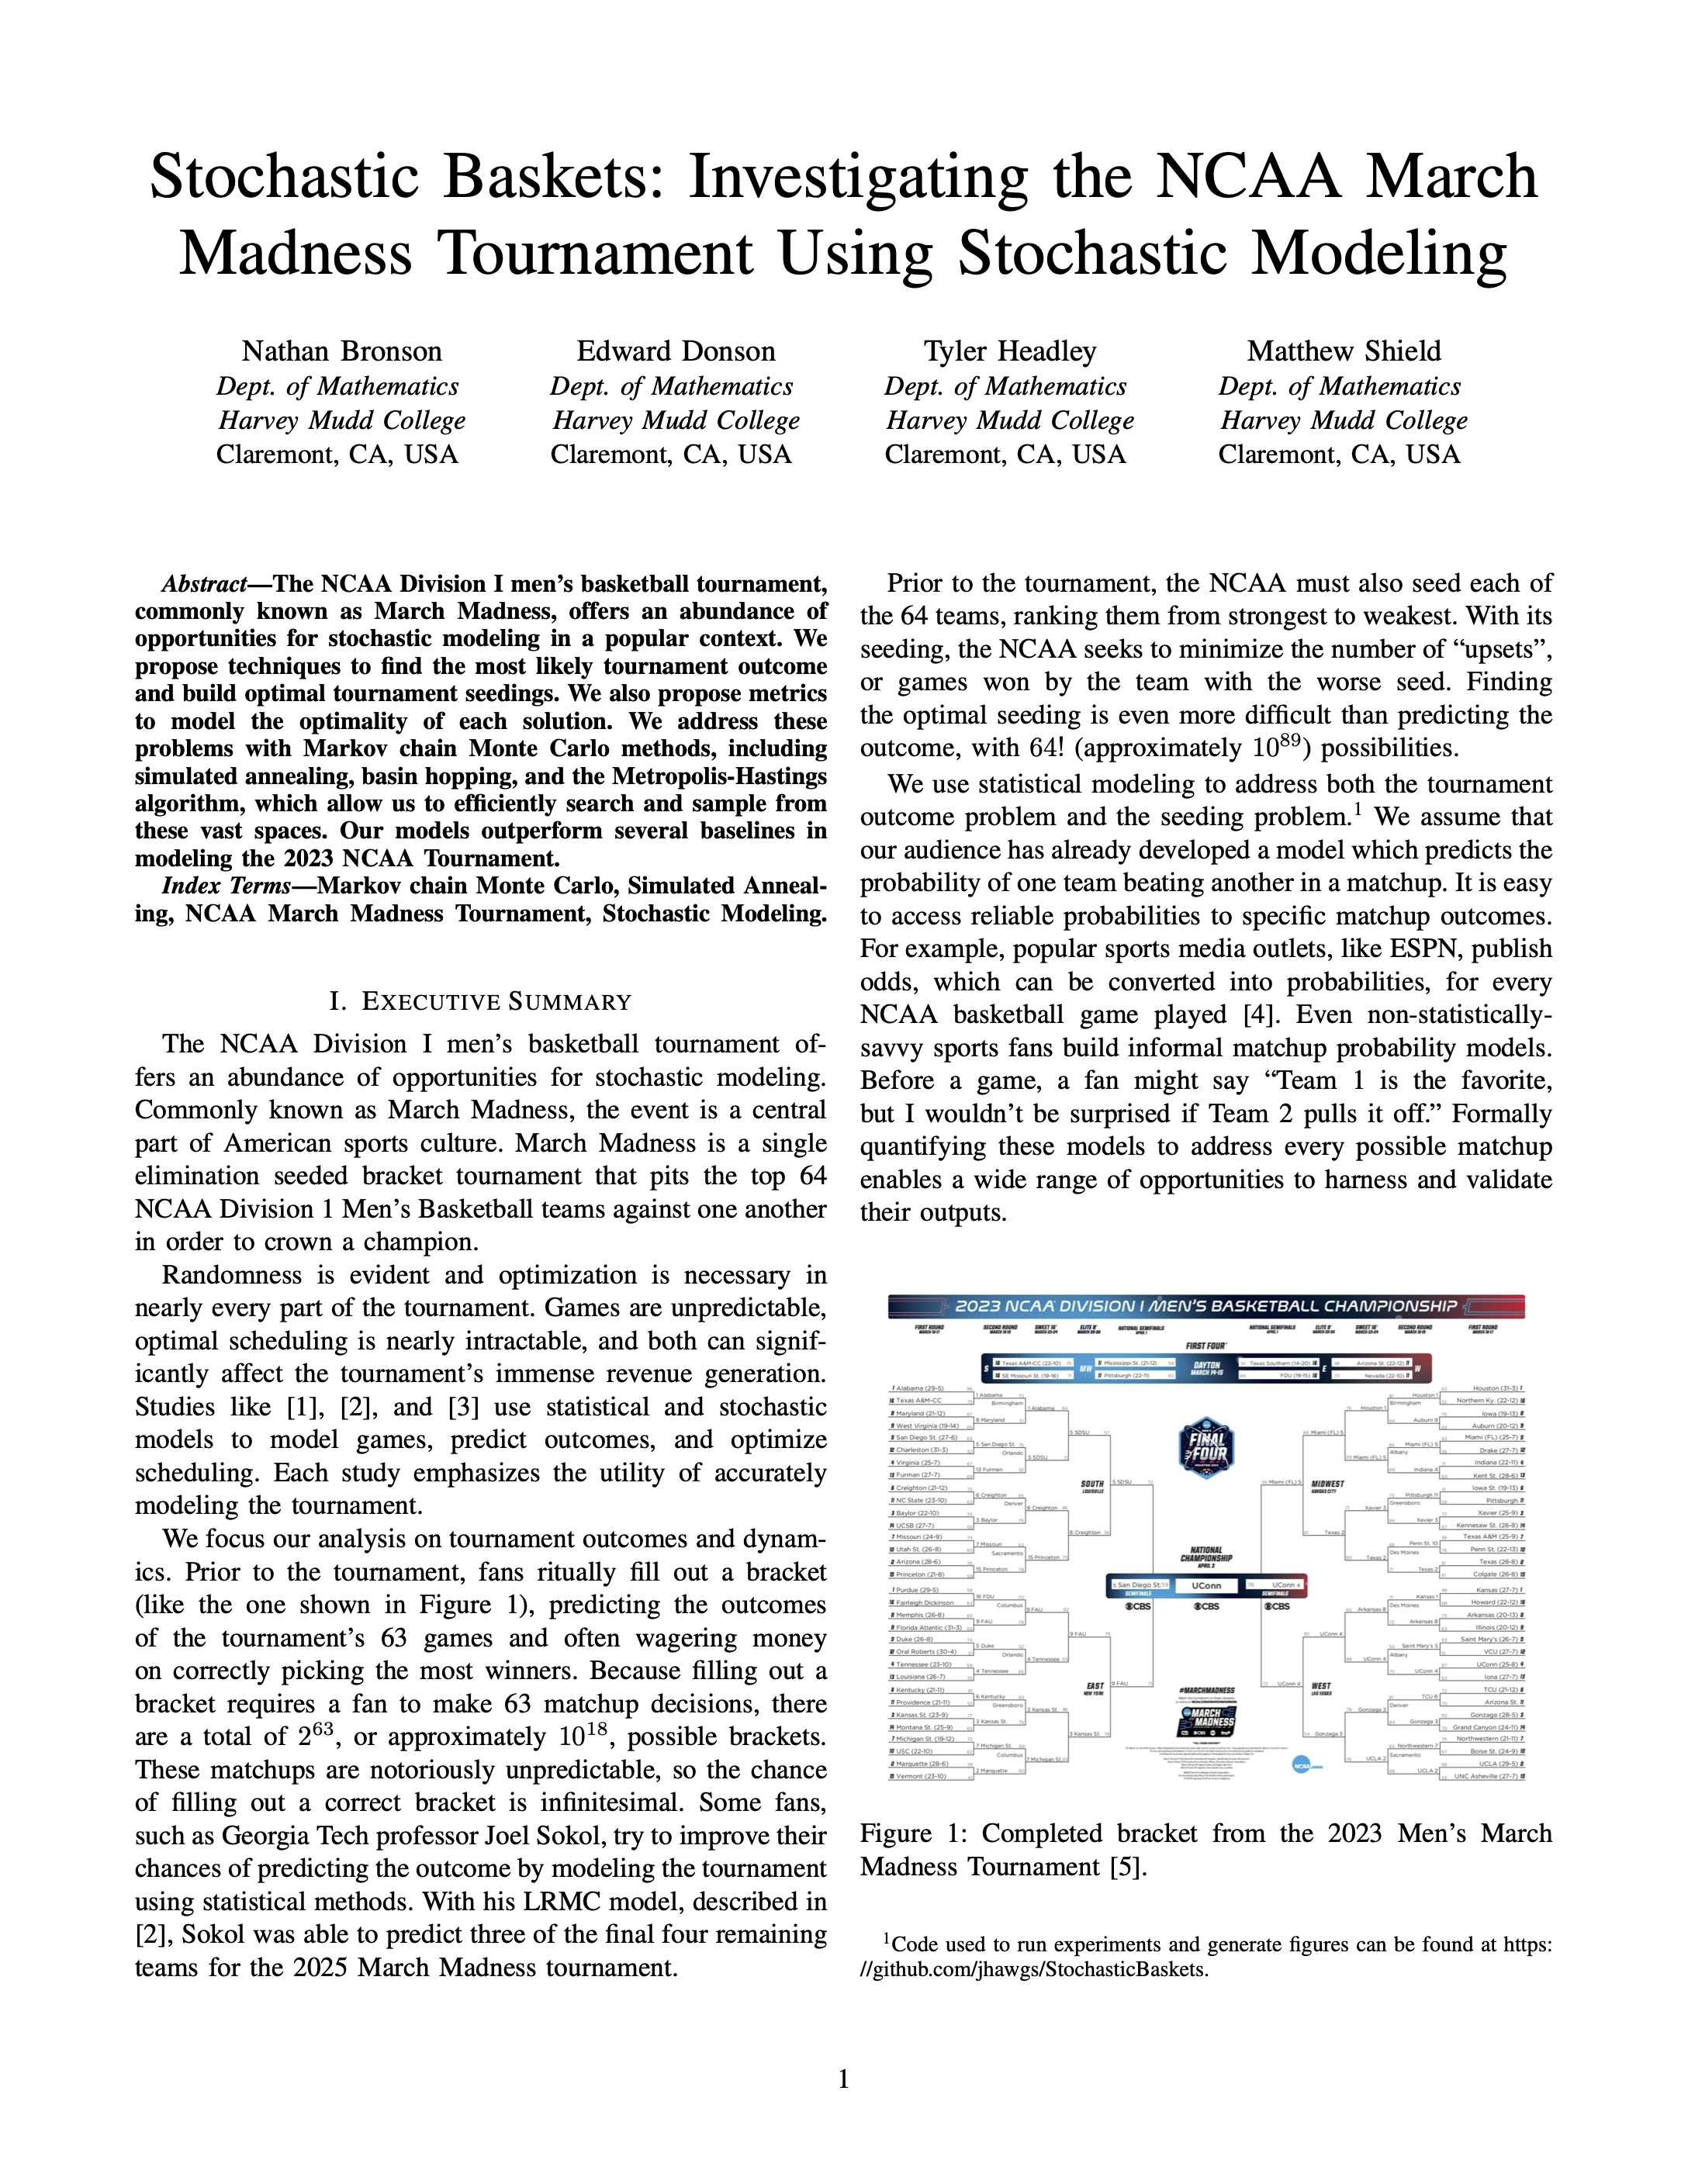 Stochastic Baskets: Investigating the NCAA March
Madness Tournament Using Stochastic Modeling
Nathan Bronson
Dept. of Mathematics
Harvey Mudd College
Claremont, CA, USA
Edward Donson
Dept. of Mathematics
Harvey Mudd College
Claremont, CA, USA
Tyler Headley
Dept. of Mathematics
Harvey Mudd College
Claremont, CA, USA
Matthew Shield
Dept. of Mathematics
Harvey Mudd College
Claremont, CA, USA
Abstract—The NCAA Division I men's basketball tournament,
commonly known as March Madness, offers an abundance of
opportunities for stochastic modeling in a popular context. We
propose techniques to find the most likely tournament outcome
and build optimal tournament seedings. We also propose metrics
to model the optimality of each solution. We address these
problems with Markov chain Monte Carlo methods, including
simulated annealing, basin hopping, and the Metropolis-Hastings
algorithm, which allow us to efficiently search and sample from
these vast spaces. Our models outperform several baselines in
modeling the 2023 NCAA Tournament.
Index Terms—Markov chain Monte Carlo, Simulated Anneal-
ing, NCAA March Madness Tournament, Stochastic Modeling.
I. EXECUTIVE SUMMARY
The NCAA Division I men's basketball tournament of-
fers an abundance of opportunities for stochastic modeling.
Commonly known as March Madness, the event is a central
part of American sports culture. March Madness is a single
elimination seeded bracket tournament that pits the top 64
NCAA Division 1 Men's Basketball teams against one another
in order to crown a champion.
Randomness is evident and optimization is necessary in
nearly every part of the tournament. Games are unpredictable,
optimal scheduling is nearly intractable, and both can signif-
icantly affect the tournament's immense revenue generation.
Studies like [1], [2], and [3] use statistical and stochastic
models to model games, predict outcomes, and optimize
scheduling. Each study emphasizes the utility of accurately
modeling the tournament.
We focus our analysis on tournament outcomes and dynam-
ics. Prior to the tournament, fans ritually fill out a bracket
(like the one shown in Figure 1), predicting the outcomes
of the tournament's 63 games and often wagering money
on correctly picking the most winners. Because filling out a
bracket requires a fan to make 63 matchup decisions, there
are a total of 2^63, or approximately 10^18, possible brackets.
These matchups are notoriously unpredictable, so the chance
of filling out a correct bracket is infinitesimal. Some fans,
such as Georgia Tech professor Joel Sokol, try to improve their
chances of predicting the outcome by modeling the tournament
using statistical methods. With his LRMC model, described in
[2], Sokol was able to predict three of the final four remaining
teams for the 2025 March Madness tournament.
Prior to the tournament, the NCAA must also seed each of
the 64 teams, ranking them from strongest to weakest. With its
seeding, the NCAA seeks to minimize the number of “upsets”,
or games won by the team with the worse seed. Finding
the optimal seeding is even more difficult than predicting the
outcome, with 64! (approximately 10^89) possibilities.
We use statistical modeling to address both the tournament
outcome problem and the seeding problem.^1 We assume that
our audience has already developed a model which predicts the
probability of one team beating another in a matchup. It is easy
to access reliable probabilities to specific matchup outcomes.
For example, popular sports media outlets, like ESPN, publish
odds, which can be converted into probabilities, for every
NCAA basketball game played [4]. Even non-statistically-
savvy sports fans build informal matchup probability models.
Before a game, a fan might say “Team 1 is the favorite,
but I wouldn't be surprised if Team 2 pulls it off.” Formally
quantifying these models to address every possible matchup
enables a wide range of opportunities to harness and validate
their outputs.
2023 NCAA DIVISION I MEN'S BASKETBALL CHAMPIONSHIP
FIRST ROUND
SECOND ROUND
SWEET 16
ELITE 8
NATIONAL SEMIFINALS
FIRST FOUR
DAYTON
MARCH 14-15
FINAL
FOUR
SOUTH
MIDWEST
EAST
WEST
NATIONAL
CHAMPIONSHIP
UConn
CBS
CBS
CBS
#MARCHMADNESS
MARCH
MADNESS
NCAA
Figure 1: Completed bracket from the 2023 Men's March
Madness Tournament [5].
^1Code used to run experiments and generate figures can be found at https:
//github.com/jhawgs/StochasticBaskets.
1